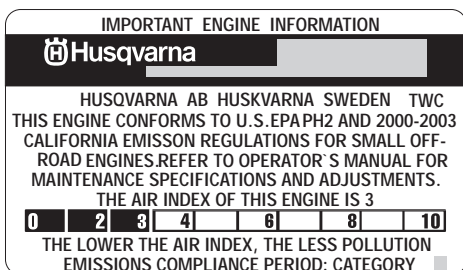 IMPORTANT ENGINE INFORMATION
Husqvarna
HUSQVARNA AB HUSKVARNA SWEDEN TWC
THIS ENGINE CONFORMS TO U.S.EPA PH2 AND 2000-2003
CALIFORNIA EMISSON REGULATIONS FOR SMALL OFF-
ROAD ENGINES.REFER TO OPERATOR`S MANUAL FOR
MAINTENANCE SPECIFICATIONS AND ADJUSTMENTS.
THE AIR INDEX OF THIS ENGINE IS 3
0 2 3 4 6 8 10
THE LOWER THE AIR INDEX, THE LESS POLLUTION
EMISSIONS COMPLIANCE PERIOD: CATEGORY